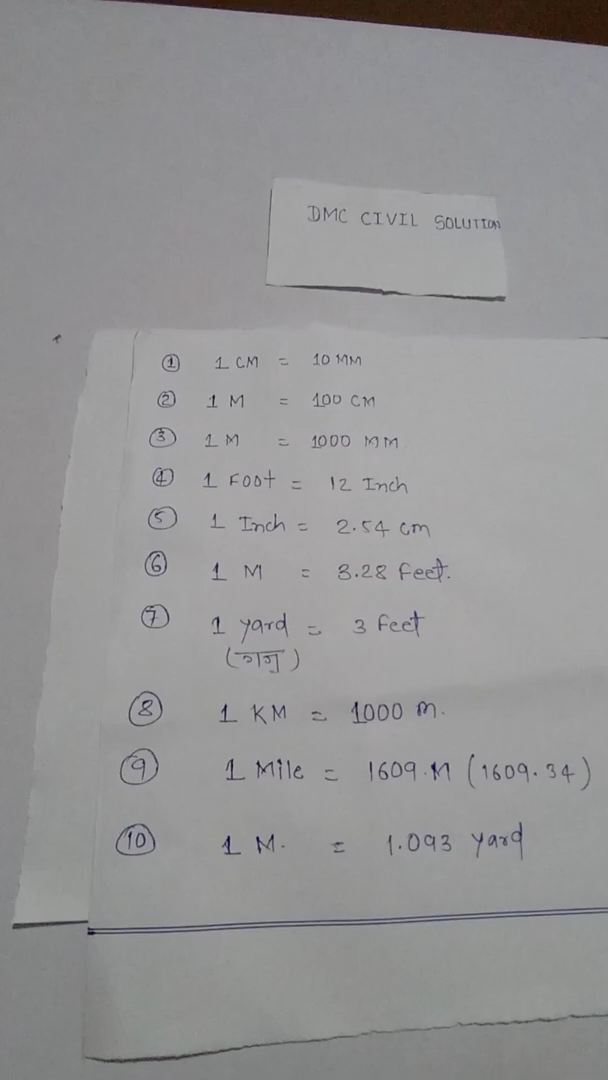 DMC CIVIL SOLUTION
① 1 CM = 10 MM
② 1 M = 100 CM
③ 1 M = 1000 MM
④ 1 Foot = 12 Inch
⑤ 1 Inch = 2.54 cm
⑥ 1 M = 3.28 feet.
⑦ 1 yard = 3 feet
(गज)
⑧ 1 KM = 1000 m.
⑨ 1 Mile = 1609.M (1609.34)
⑩ 1 M. = 1.093 yard